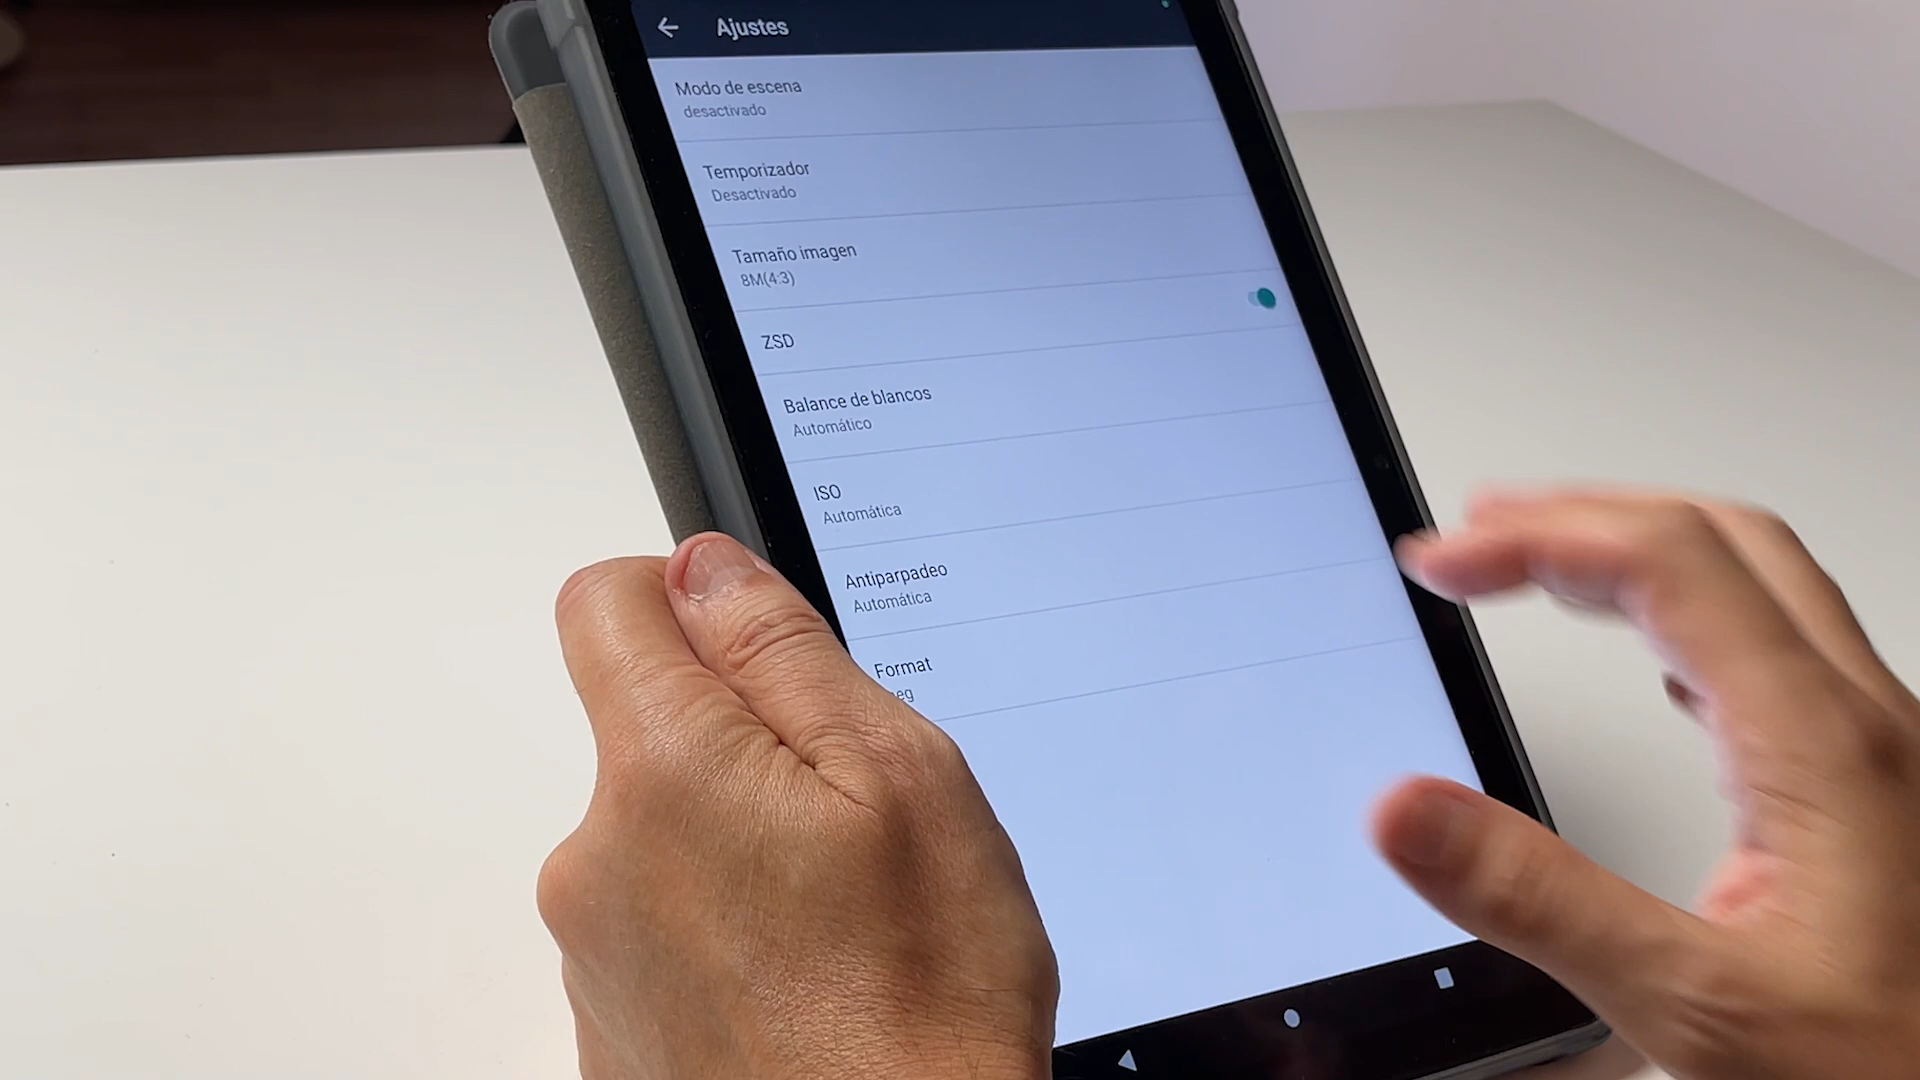 Ajustes
Modo de escena
desactivado
Temporizador
Desactivado
Tamaño imagen
8M(4:3)
ZSD
Balance de blancos
Automático
ISO
Automática
Antiparpadeo
Automática
Format